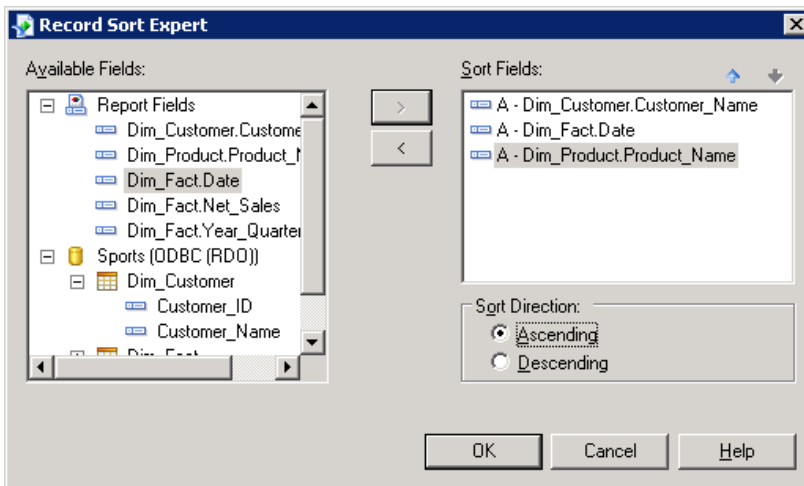 Record Sort Expert
Available Fields:
Report Fields
Dim_Customer.Custome
Dim_Product.Product_N
Dim_Fact.Date
Dim_Fact.Net_Sales
Dim_Fact.Year_Quarter
Sports (ODBC (RDO))
Dim_Customer
Customer_ID
Customer_Name
Dim_Fact
>
<
Sort Fields:
A - Dim_Customer.Customer_Name
A - Dim_Fact.Date
A - Dim_Product.Product_Name
Sort Direction:
Ascending
Descending
OK
Cancel
Help